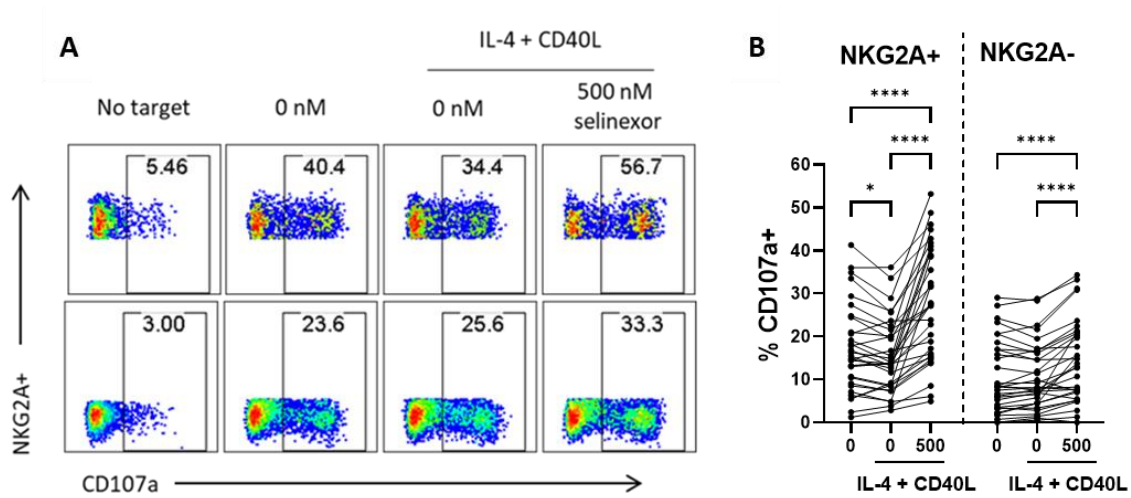 A
IL-4 + CD40L
No target
0 nM
0 nM
500 nM
selinexor
5.46
40.4
34.4
56.7
3.00
23.6
25.6
33.3
NKG2A+
CD107a
B
NKG2A+
NKG2A-
****
****
****
*
****
% CD107a+
60
50
40
30
20
10
0
0 0 500
0 0 500
IL-4 + CD40L
IL-4 + CD40L